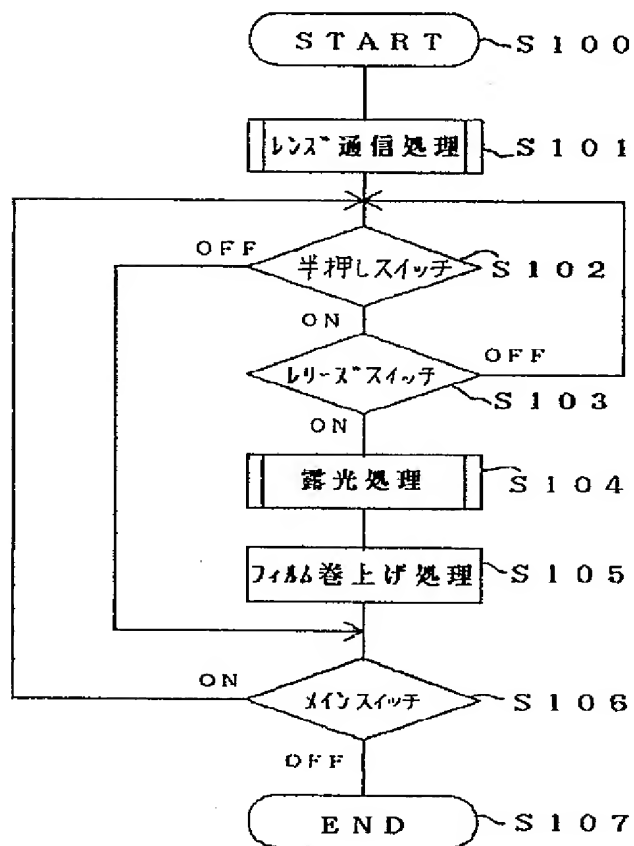 START S100
レンズ通信処理 S101
OFF
半押しスイッチ S102
ON
OFF
レリーズスイッチ S103
ON
露光処理 S104
フィルム巻上げ処理 S105
ON
メインスイッチ S106
OFF
END S107